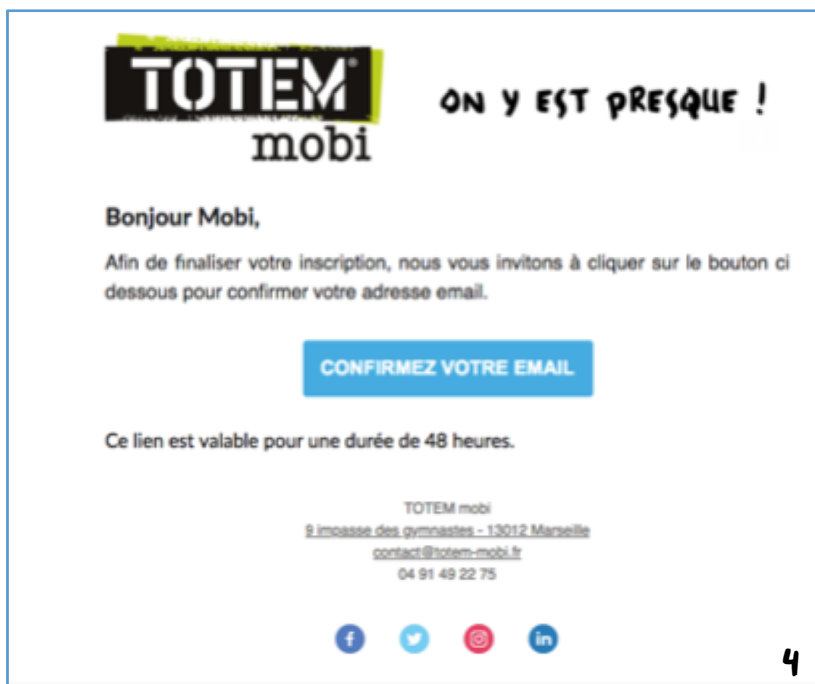 TOTEM®
mobi
ON Y EST PRESQUE !
Bonjour Mobi,
Afin de finaliser votre inscription, nous vous invitons à cliquer sur le bouton ci
dessous pour confirmer votre adresse email.
CONFIRMEZ VOTRE EMAIL
Ce lien est valable pour une durée de 48 heures.
TOTEM mobi
9 impasse des gymnastes - 13012 Marseille
contact@totem-mobi.fr
04 91 49 22 75
f
in
4